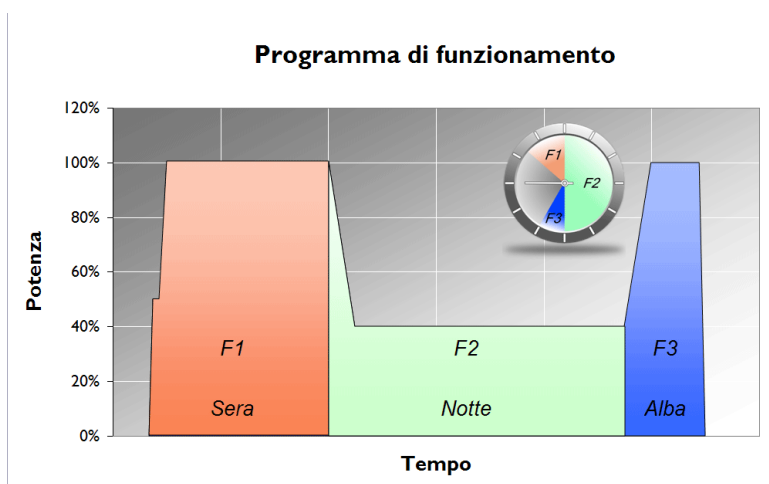 Programma di funzionamento
Potenza
120%
100%
80%
60%
40%
20%
0%
F1
F2
F3
F1
Sera
F2
Notte
F3
Alba
Tempo